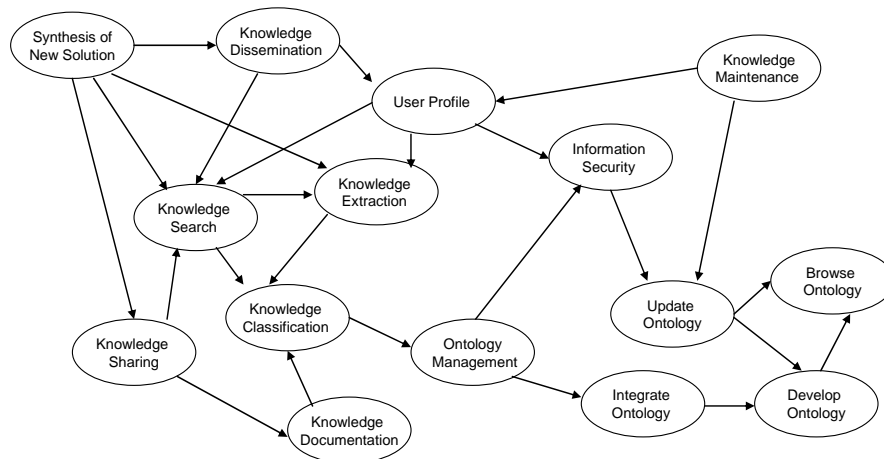 Synthesis of
New Solution
Knowledge
Dissemination
Knowledge
Maintenance
User Profile
Information
Security
Knowledge
Extraction
Knowledge
Search
Browse
Ontology
Knowledge
Classification
Update
Ontology
Knowledge
Sharing
Ontology
Management
Integrate
Ontology
Develop
Ontology
Knowledge
Documentation